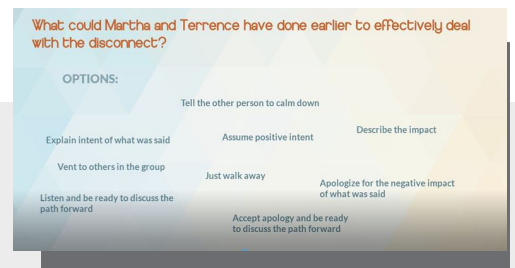 What could Martha and Terrence have done earlier to effectively deal
with the disconnect?
OPTIONS:
Tell the other person to calm down
Describe the impact
Assume positive intent
Explain intent of what was said
Vent to others in the group
Just walk away
Apologize for the negative impact
of what was said
Listen and be ready to discuss the
path forward
Accept apology and be ready
to discuss the path forward